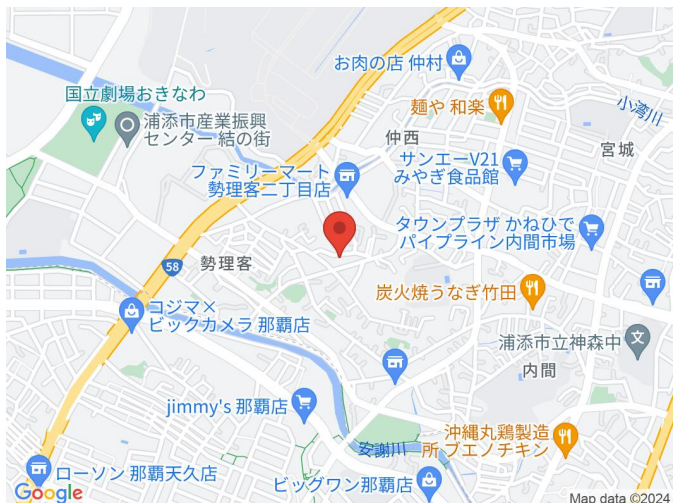 お肉の店 仲村
国立劇場おきなわ
麺や 和楽
小湾川
浦添市産業振興
センター 結の街
仲西
宮城
サンエーV21
みやぎ食品館
ファミリーマート
勢理客二丁目店
タウンプラザ かねひで
パイプライン内間市場
勢理客
58
炭火焼うなぎ竹田
コジマ×
ビックカメラ 那覇店
浦添市立神森中
文
内間
jimmy's 那覇店
沖縄丸鶏製造
所 ブエノチキン
安謝川
ローソン 那覇天久店
ビッグワン那覇店
Google
Map data ©2024